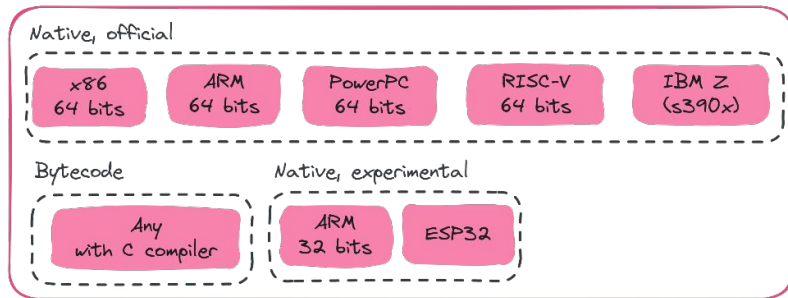 Native, official
x86
64 bits
ARM
64 bits
PowerPC
64 bits
RISC-V
64 bits
IBM Z
(s390x)
Bytecode
Any
with C compiler
Native, experimental
ARM
32 bits
ESP32